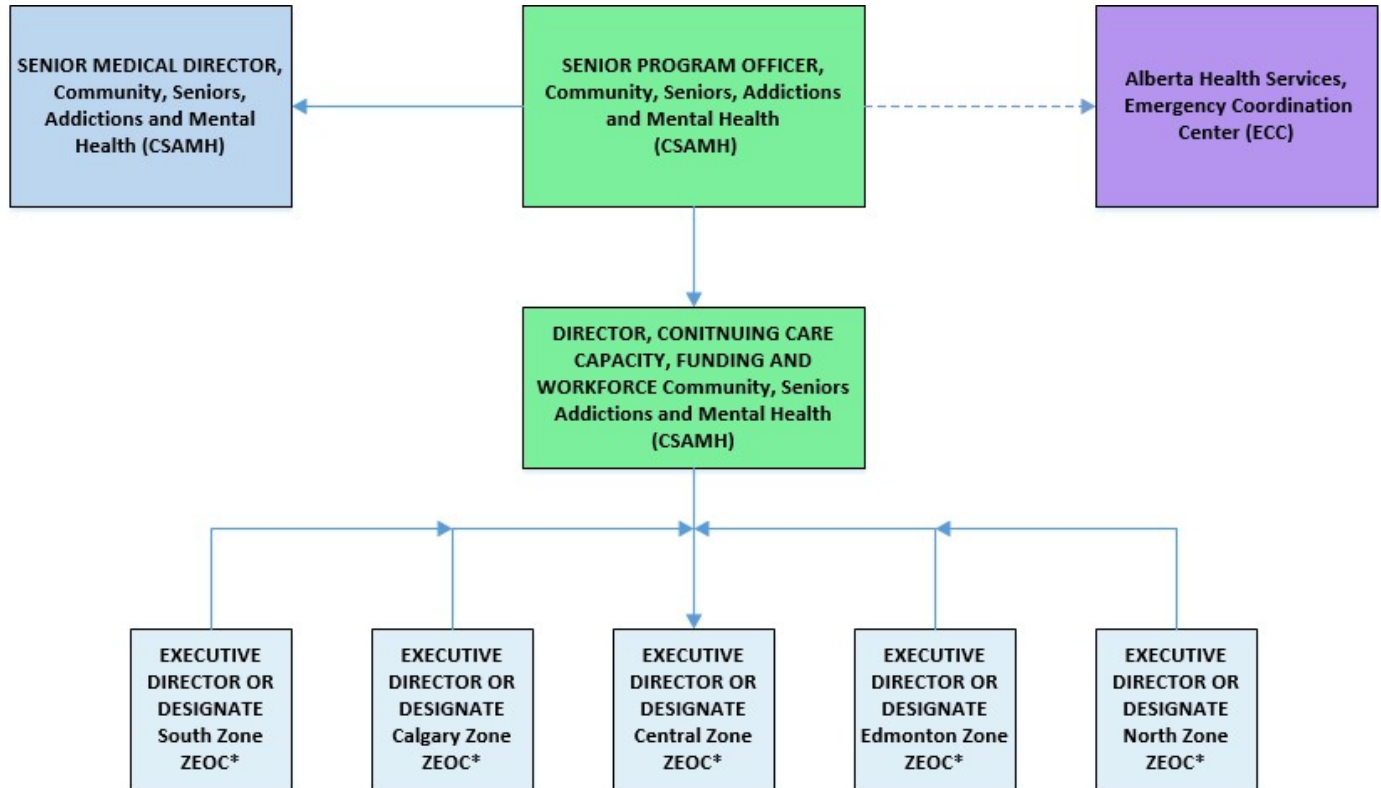 SENIOR MEDICAL DIRECTOR,
Community, Seniors,
Addictions and Mental
Health (CSAMH)
SENIOR PROGRAM OFFICER,
Community, Seniors, Addictions
and Mental Health
(CSAMH)
Alberta Health Services,
Emergency Coordination
Center (ECC)
DIRECTOR, CONITNUING CARE
CAPACITY, FUNDING AND
WORKFORCE Community, Seniors
Addictions and Mental Health
(CSAMH)
EXECUTIVE
DIRECTOR OR
DESIGNATE
South Zone
ZEOC*
EXECUTIVE
DIRECTOR OR
DESIGNATE
Calgary Zone
ZEOC*
EXECUTIVE
DIRECTOR OR
DESIGNATE
Central Zone
ZEOC*
EXECUTIVE
DIRECTOR OR
DESIGNATE
Edmonton Zone
ZEOC*
EXECUTIVE
DIRECTOR OR
DESIGNATE
North Zone
ZEOC*